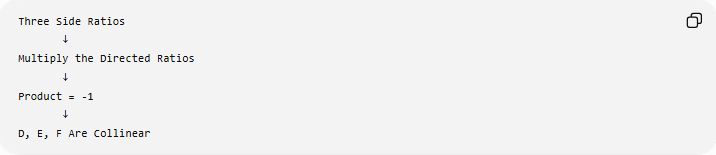 Three Side Ratios
↓
Multiply the Directed Ratios
↓
Product = -1
↓
D, E, F Are Collinear